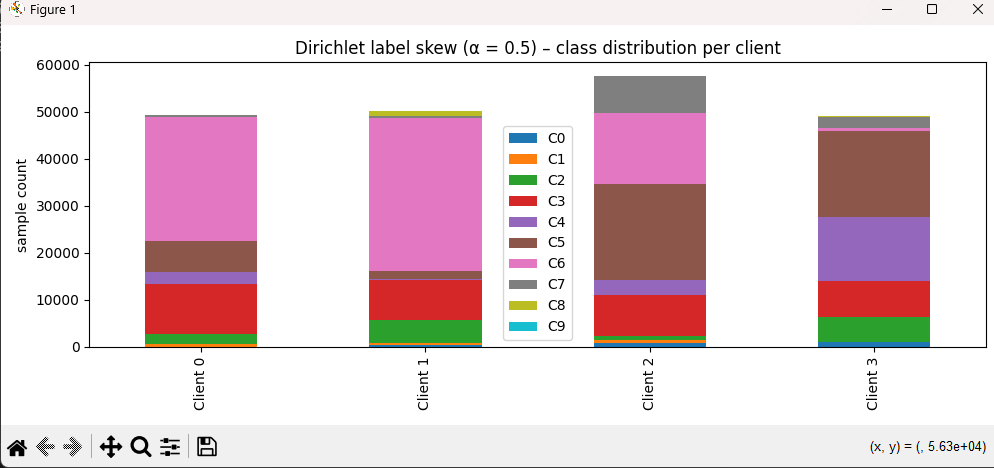 Figure 1
Dirichlet label skew (α = 0.5) – class distribution per client
60000
50000
40000
30000
20000
10000
0
sample count
C0
C1
C2
C3
C4
C5
C6
C7
C8
C9
Client 0
Client 1
Client 2
Client 3
(x, y) = (, 5.63e+04)